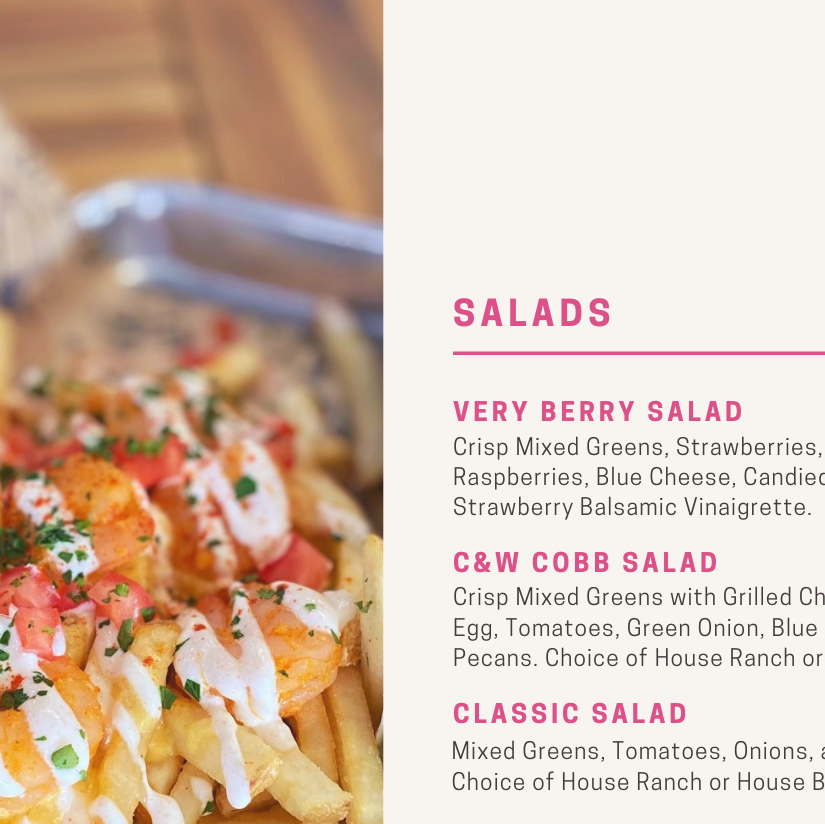 SALADS
VERY BERRY SALAD
Crisp Mixed Greens, Strawberries,
Raspberries, Blue Cheese, Candied
Strawberry Balsamic Vinaigrette.
C&W COBB SALAD
Crisp Mixed Greens with Grilled Ch
Egg, Tomatoes, Green Onion, Blue
Pecans. Choice of House Ranch or
CLASSIC SALAD
Mixed Greens, Tomatoes, Onions,
Choice of House Ranch or House B